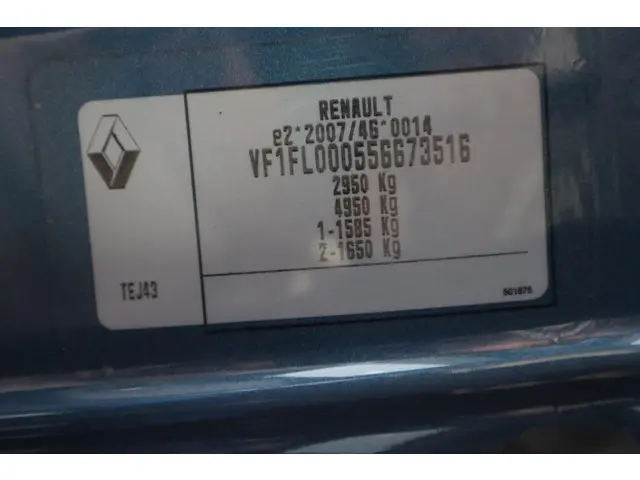 RENAULT
e2*2007/46*0014
VF1FL000556673516
2950 Kg
4950 Kg
1-1585 Kg
2-1650 Kg
TEJ43
501875